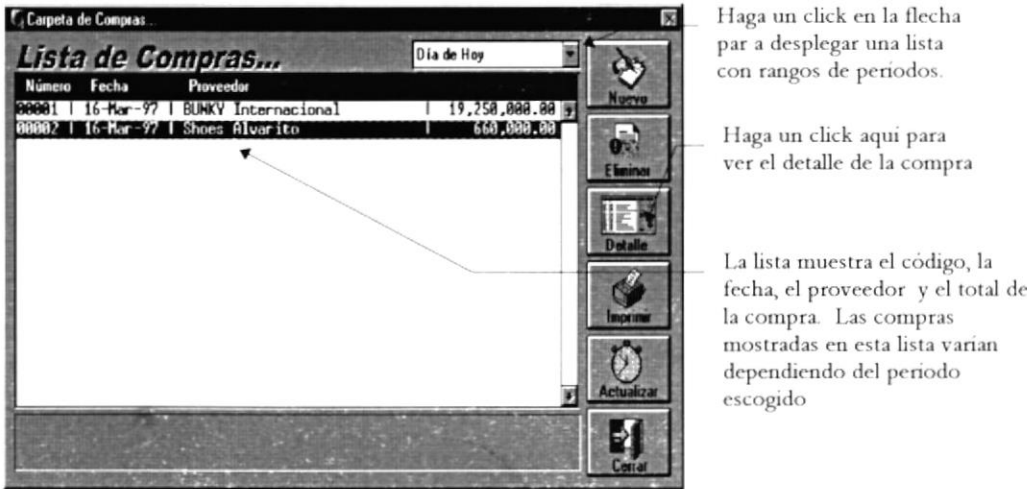 Carpeta de Compras...
Lista de Compras...
Dia de Hoy
Número Fecha Proveedor
00001 | 16-Mar-97 | BUNKY Internacional | 19,250,000.00
00002 | 16-Mar-97 | Shoes Alvarito | 660,000.00
Nuevo
Eliminar
Detalle
Imprimir
Actualizar
Cerrar
Haga un click en la flecha
par a desplegar una lista
con rangos de periodos.
Haga un click aqui para
ver el detalle de la compra
La lista muestra el código, la
fecha, el proveedor y el total de
la compra. Las compras
mostradas en esta lista varian
dependiendo del periodo
escogido